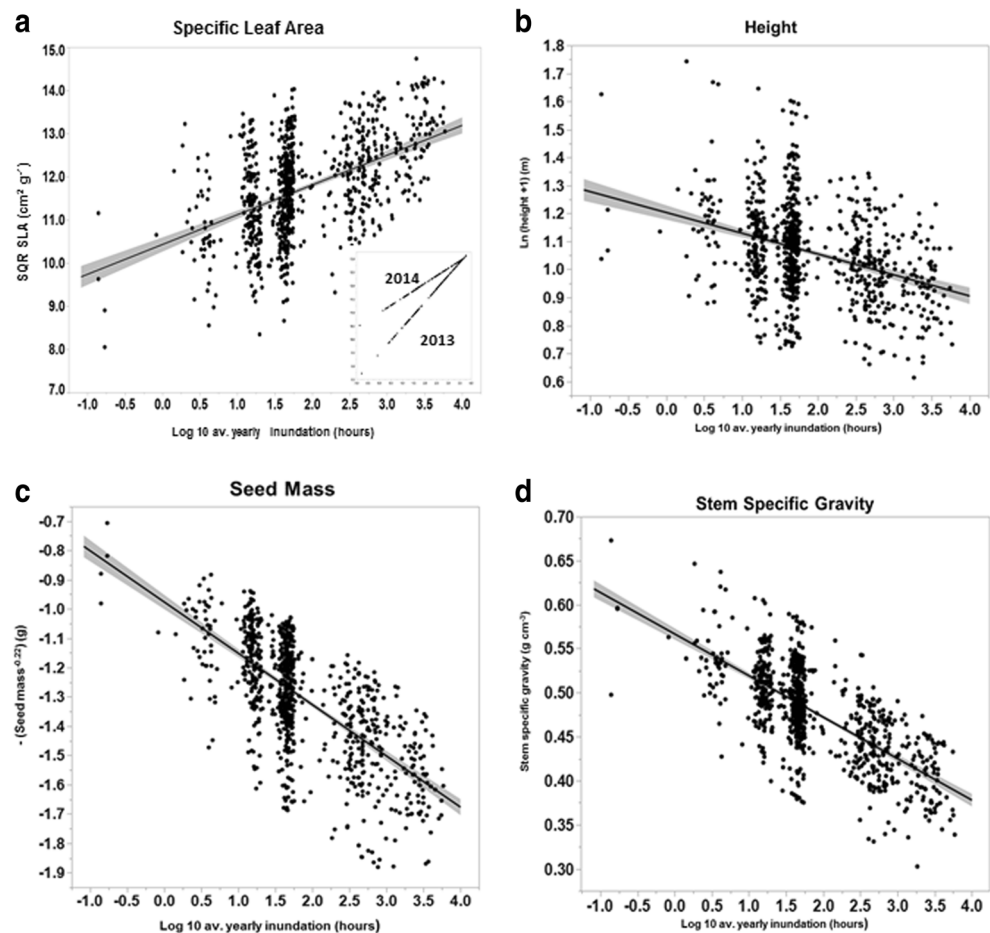 a
Specific Leaf Area
SQR SLA (cm² g⁻¹)
15.0
14.0
13.0
12.0
11.0
10.0
9.0
8.0
7.0
2014
2013
-1.0 -0.5 0.0 0.5 1.0 1.5 2.0 2.5 3.0 3.5 4.0
Log 10 av. yearly inundation (hours)
b
Height
Ln (height +1) (m)
1.8
1.7
1.6
1.5
1.4
1.3
1.2
1.1
1.0
0.9
0.8
0.7
0.6
-1.0 -0.5 0.0 0.5 1.0 1.5 2.0 2.5 3.0 3.5 4.0
Log 10 av. yearly inundation (hours)
c
Seed Mass
- (Seed mass⁻⁰·²²) (g)
-0.7
-0.8
-0.9
-1.0
-1.1
-1.2
-1.3
-1.4
-1.5
-1.6
-1.7
-1.8
-1.9
-1.0 -0.5 0.0 0.5 1.0 1.5 2.0 2.5 3.0 3.5 4.0
Log 10 av. yearly inundation (hours)
d
Stem Specific Gravity
Stem specific gravity (g cm⁻³)
0.70
0.65
0.60
0.55
0.50
0.45
0.40
0.35
0.30
-1.0 -0.5 0.0 0.5 1.0 1.5 2.0 2.5 3.0 3.5 4.0
Log 10 av. yearly inundation (hours)